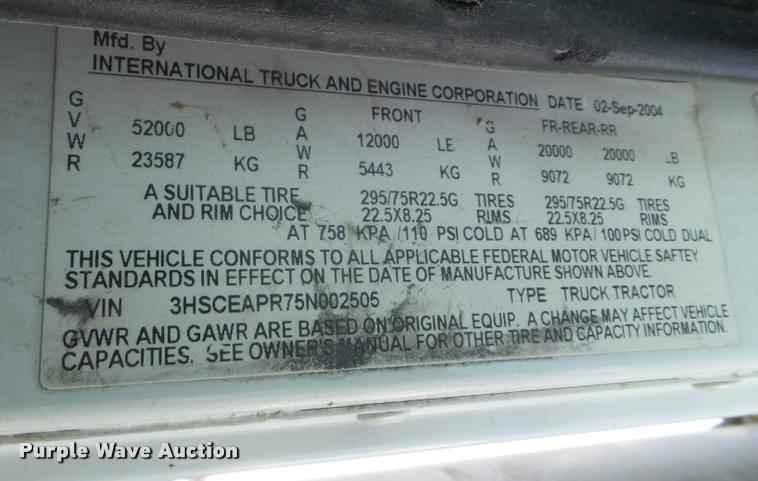 Mfd. By
INTERNATIONAL TRUCK AND ENGINE CORPORATION DATE 02-Sep-2004
GVWR 52000 LB GAWR FRONT 12000 LE GAWR FR-REAR-RR 20000 20000 LB
23587 KG 5443 KG 9072 9072 KG
A SUITABLE TIRE 295/75R22.5G TIRES 295/75R22.5G TIRES
AND RIM CHOICE 22.5X8.25 RIMS 22.5X8.25 RIMS
AT 758 KPA /110 PSI COLD AT 689 KPA/100PSI COLD DUAL
THIS VEHICLE CONFORMS TO ALL APPLICABLE FEDERAL MOTOR VEHICLE SAFTEY
STANDARDS IN EFFECT ON THE DATE OF MANUFACTURE SHOWN ABOVE.
VIN 3HSCEAPR75N002505 TYPE TRUCK TRACTOR
GVWR AND GAWR ARE BASED ON ORIGINAL EQUIP. A CHANGE MAY AFFECT VEHICLE
CAPACITIES. SEE OWNER'S MANUAL FOR OTHER TIRE AND CAPACITY INFORMATION.
Purple Wave Auction